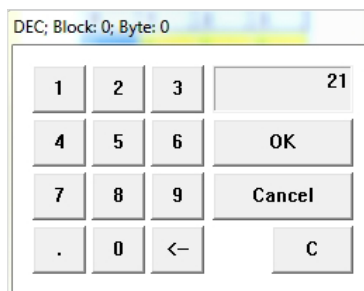 DEC; Block: 0; Byte: 0
1 2 3 21
4 5 6 OK
7 8 9 Cancel
. 0 <- C